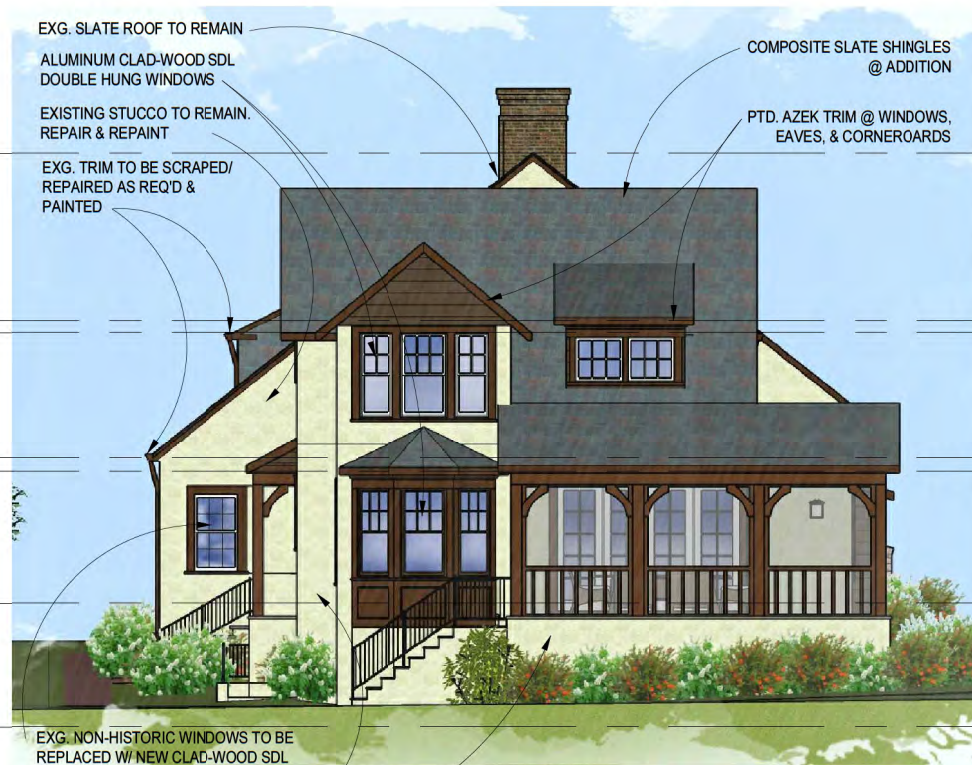 EXG. SLATE ROOF TO REMAIN
ALUMINUM CLAD-WOOD SDL
DOUBLE HUNG WINDOWS
EXISTING STUCCO TO REMAIN.
REPAIR & REPAINT
EXG. TRIM TO BE SCRAPED/
REPAIRED AS REQ'D &
PAINTED
COMPOSITE SLATE SHINGLES
@ ADDITION
PTD. AZEK TRIM @ WINDOWS,
EAVES, & CORNEROARDS
EXG. NON-HISTORIC WINDOWS TO BE
REPLACED W/ NEW CLAD-WOOD SDL